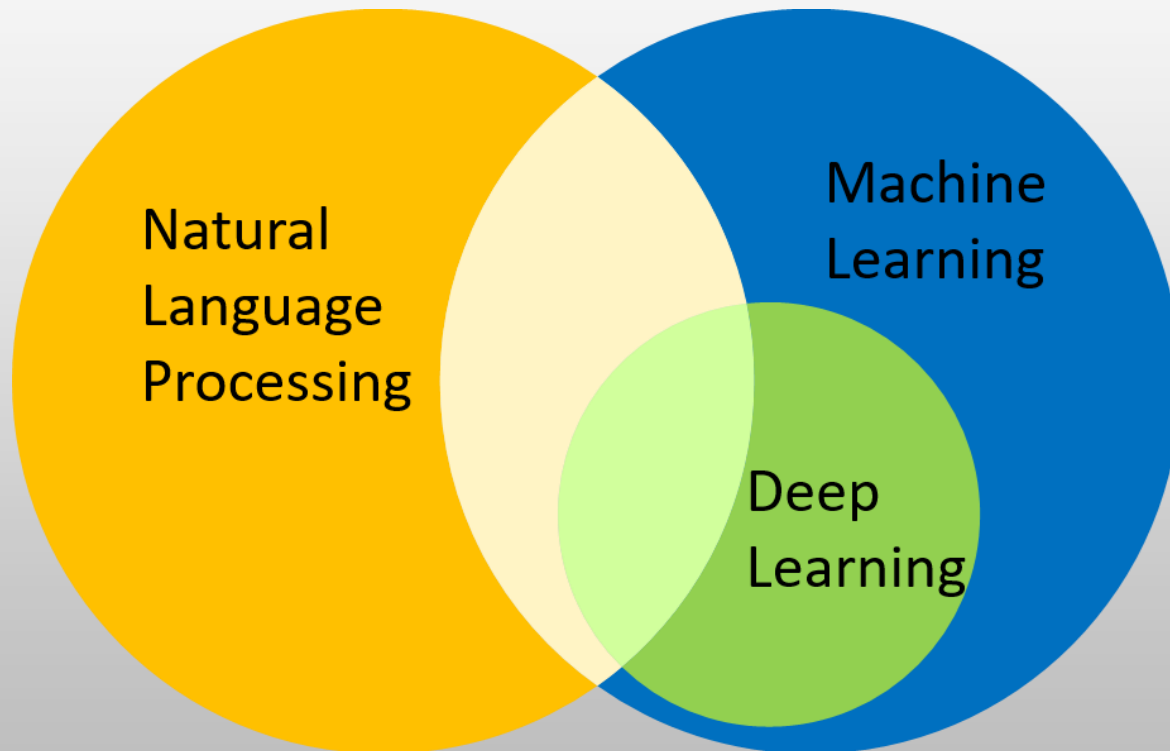 Natural
Language
Processing
Machine
Learning
Deep
Learning